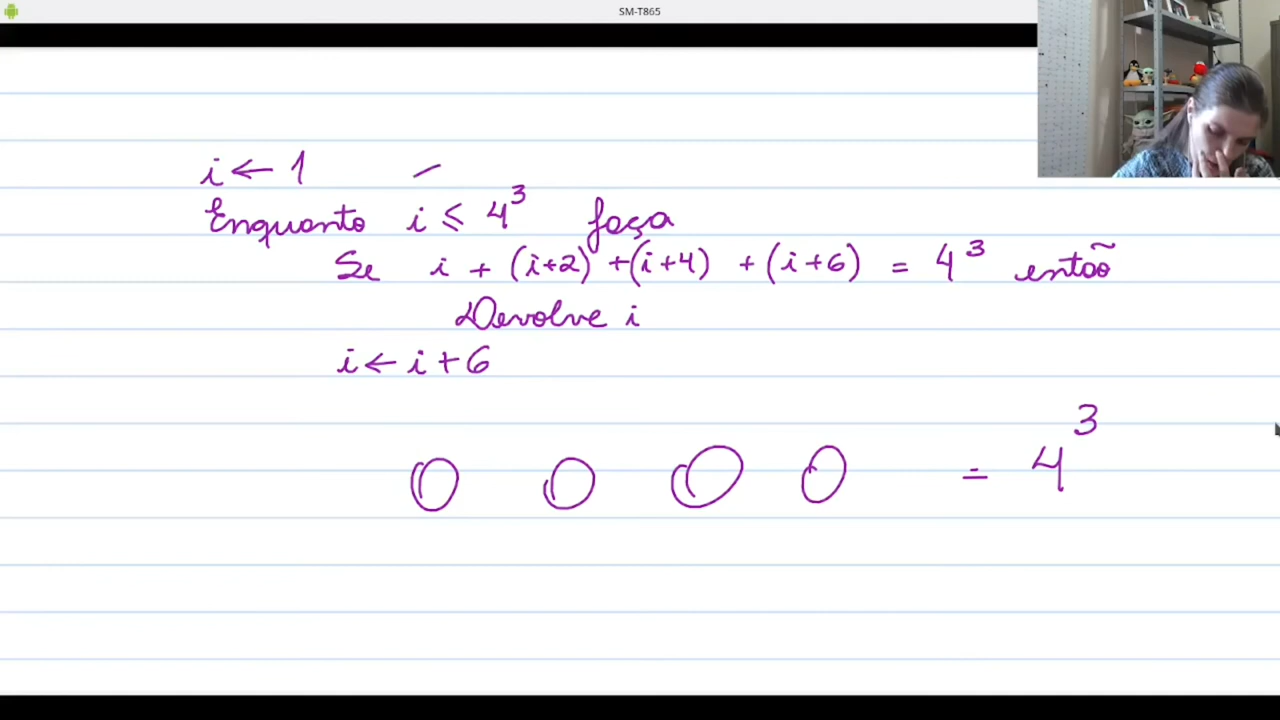 SM-T865
i ← 1
Enquanto i ≤ 4³ faça
Se i + (i+2) + (i+4) + (i+6) = 4³ então
Devolve i
i ← i + 6
= 4³